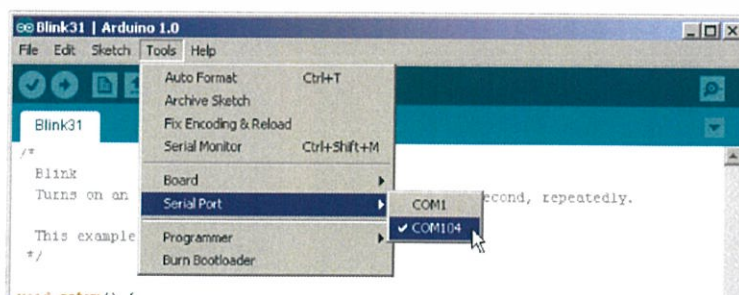 Blink31 | Arduino 1.0
File Edit Sketch Tools Help
Auto Format Ctrl+T
Archive Sketch
Fix Encoding & Reload
Serial Monitor Ctrl+Shift+M
Board
Serial Port
Programmer
Burn Bootloader
COM1
COM104
Blink31
/*
Blink
Turns on an econd, repeatedly.
This example
*/